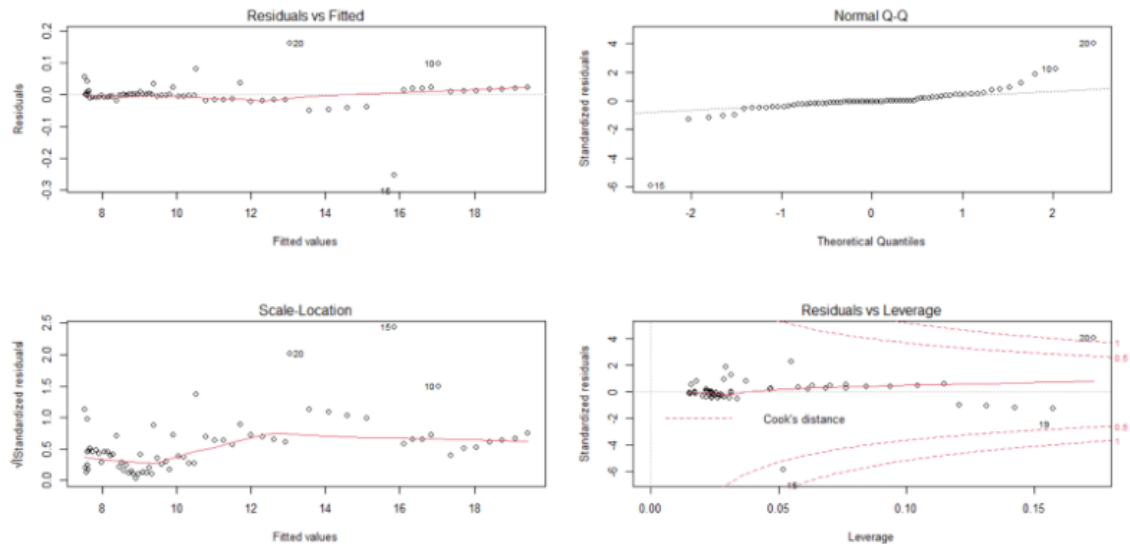 Residuals vs Fitted
Residuals
0.2
0.1
0.0
-0.1
-0.2
-0.3
20
10
15
8 10 12 14 16 18
Fitted values
Normal Q-Q
Standardized residuals
4
2
0
-2
-4
-6
20
10
15
-2 -1 0 1 2
Theoretical Quantiles
Scale-Location
√|Standardized residuals|
2.5
2.0
1.5
1.0
0.5
0.0
15
20
10
8 10 12 14 16 18
Fitted values
Residuals vs Leverage
Standardized residuals
4
2
0
-2
-4
-6
20
1
0.5
Cook's distance
19
0.5
1
15
0.00 0.05 0.10 0.15
Leverage